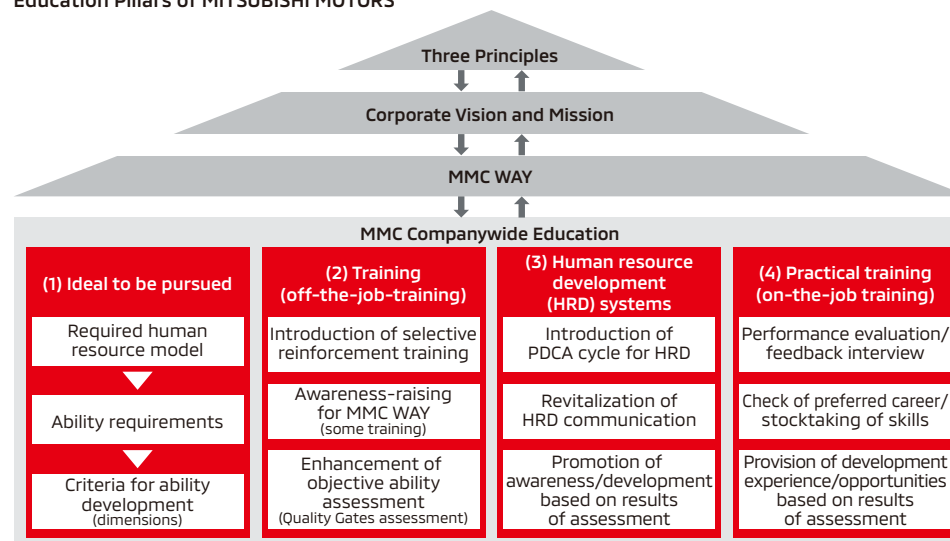 Education Pillars of MITSUBISHI MOTORS
Three Principles
Corporate Vision and Mission
MMC WAY
MMC Companywide Education
(1) Ideal to be pursued
Required human
resource model
Ability requirements
Criteria for ability
development
(dimensions)
(2) Training
(off-the-job-training)
Introduction of selective
reinforcement training
Awareness-raising
for MMC WAY
(some training)
Enhancement of
objective ability
assessment
(Quality Gates assessment)
(3) Human resource
development
(HRD) systems
Introduction of
PDCA cycle for HRD
Revitalization of
HRD communication
Promotion of
awareness/development
based on results
of assessment
(4) Practical training
(on-the-job training)
Performance evaluation/
feedback interview
Check of preferred career/
stocktaking of skills
Provision of development
experience/opportunities
based on results
of assessment